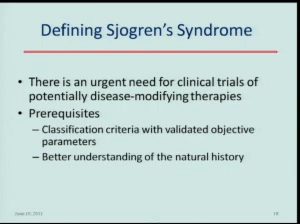 Defining Sjogren's Syndrome
• There is an urgent need for clinical trials of
potentially disease-modifying therapies
• Prerequisites
– Classification criteria with validated objective
parameters
– Better understanding of the natural history